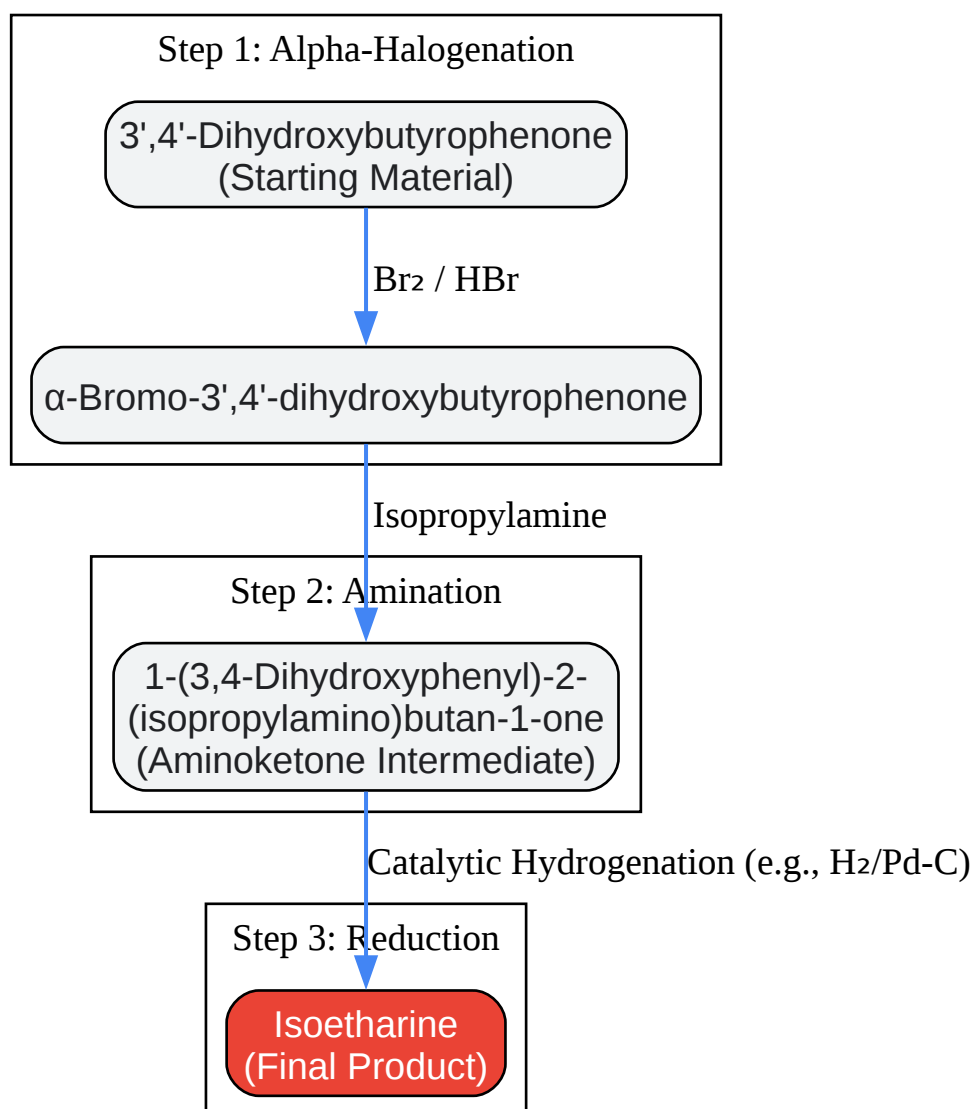 Step 1: Alpha-Halogenation
3',4'-Dihydroxybutyrophenone
(Starting Material)
Br₂ / HBr
α-Bromo-3',4'-dihydroxybutyrophenone
Isopropylamine
Step 2: Amination
1-(3,4-Dihydroxyphenyl)-2-
(isopropylamino)butan-1-one
(Aminoketone Intermediate)
Catalytic Hydrogenation (e.g., H₂/Pd-C)
Step 3: Reduction
Isoetharine
(Final Product)